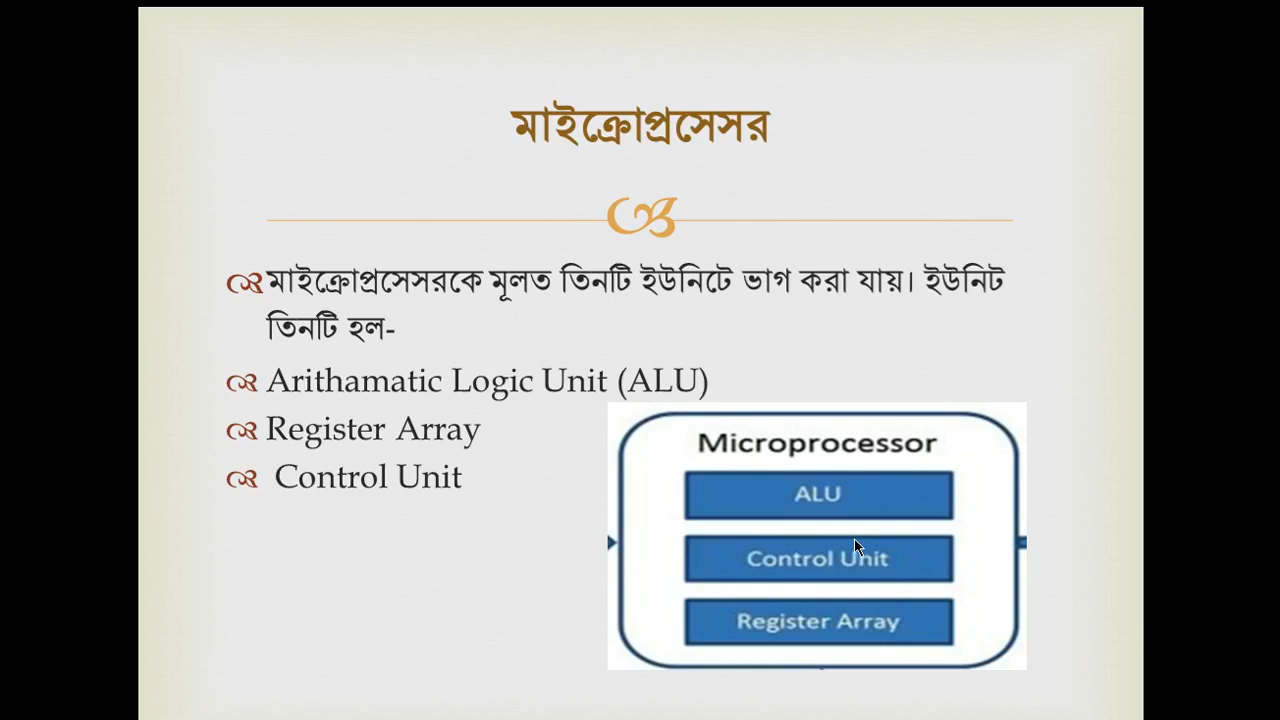 মাইক্রোপ্রসেসর
মাইক্রোপ্রসেসরকে মূলত তিনটি ইউনিটে ভাগ করা যায়। ইউনিট
তিনটি হল-
Arithamatic Logic Unit (ALU)
Register Array
Control Unit
Microprocessor
ALU
Control Unit
Register Array